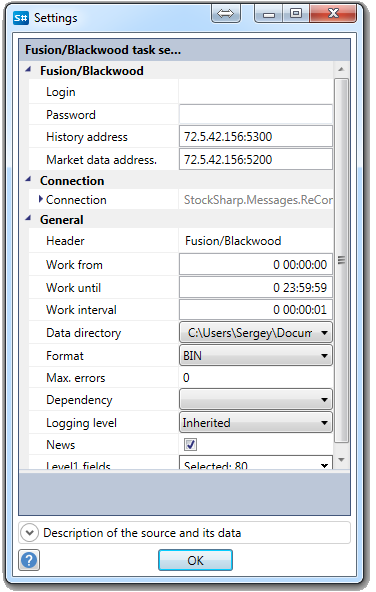 S# Settings
Fusion/Blackwood task se...
Fusion/Blackwood
Login
Password
History address 72.5.42.156:5300
Market data address. 72.5.42.156:5200
Connection
Connection StockSharp.Messages.ReCor
General
Header Fusion/Blackwood
Work from 0 00:00:00
Work until 0 23:59:59
Work interval 0 00:00:01
Data directory C:\Users\Sergey\Docum
Format BIN
Max. errors 0
Dependency
Logging level Inherited
News
Level1 fields Selected: 80
Description of the source and its data
? OK